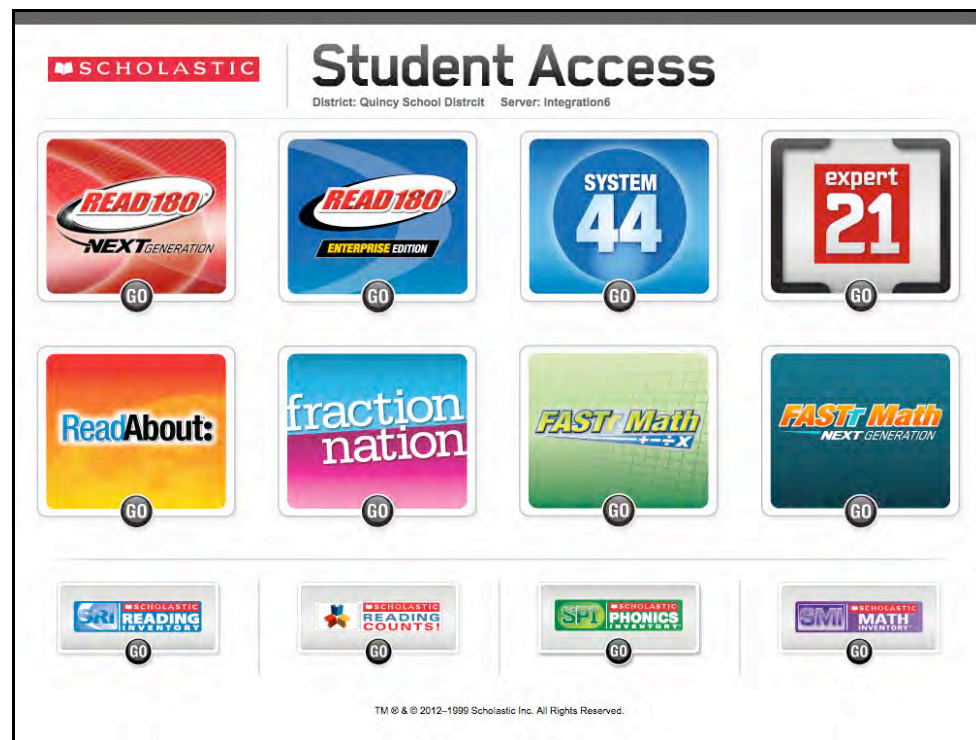 SCHOLASTIC
Student Access
District: Quincy School Distrcit Server: Integration6
READ 180
NEXT GENERATION
GO
READ 180
ENTERPRISE EDITION
GO
SYSTEM
44
GO
expert
21
GO
ReadAbout:
GO
fraction
nation
GO
FASTT Math
+−÷x
GO
FASTT Math
NEXT GENERATION
GO
SRI SCHOLASTIC
READING
INVENTORY
GO
SCHOLASTIC
READING
COUNTS!
GO
SPI SCHOLASTIC
PHONICS
INVENTORY
GO
SMI SCHOLASTIC
MATH
INVENTORY
GO
TM ® & © 2012–1999 Scholastic Inc. All Rights Reserved.